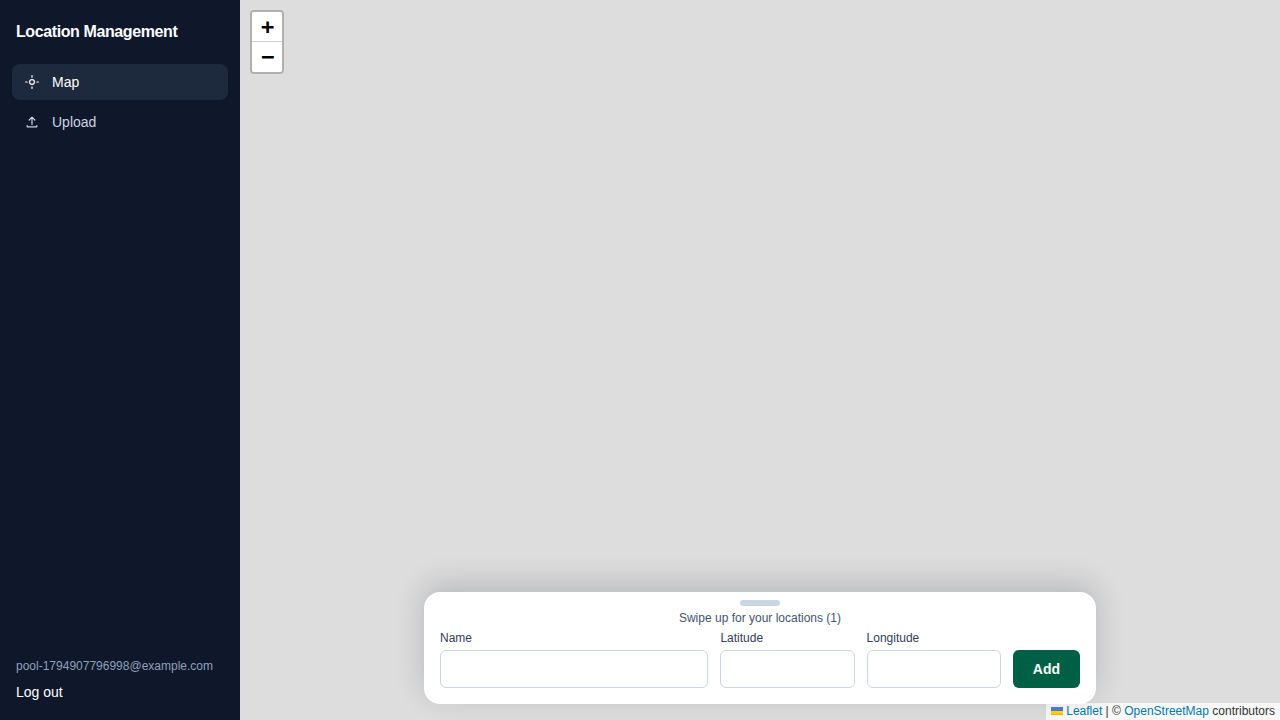 Location Management
Map
Upload
pool-1794907796998@example.com
Log out
+
−
Swipe up for your locations (1)
Name
Latitude
Longitude
Add
Leaflet | © OpenStreetMap contributors